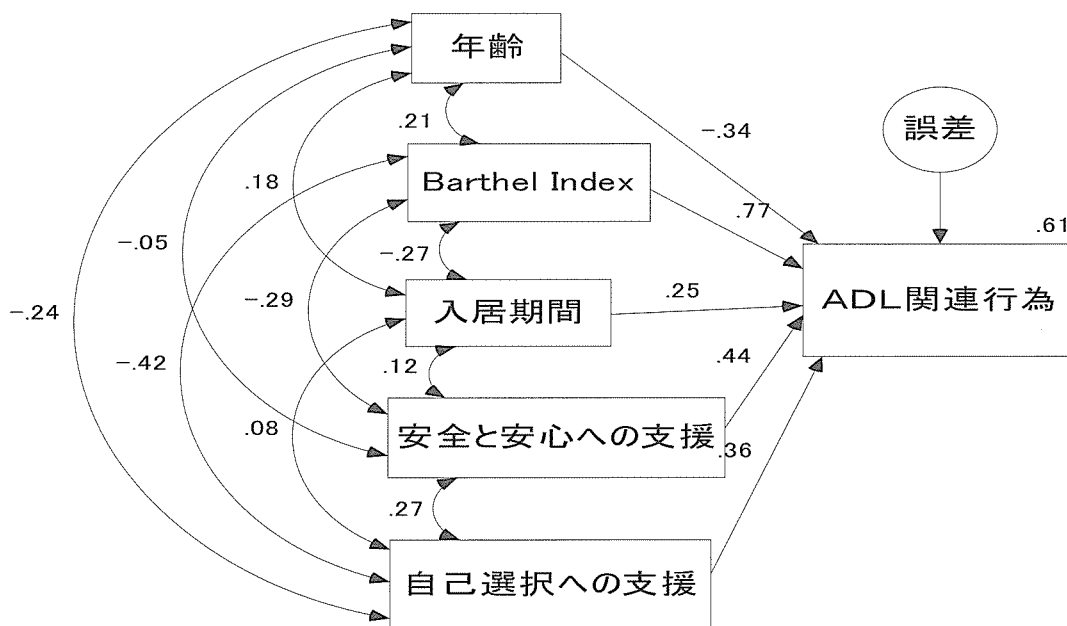 年齢
.21
-.34
誤差
Barthel Index
.18
.77
.61
-.05
-.27
-.29
入居期間
.25
ADL関連行為
-.24
-.42
.12
.44
.08
安全と安心への支援
.36
.27
自己選択への支援